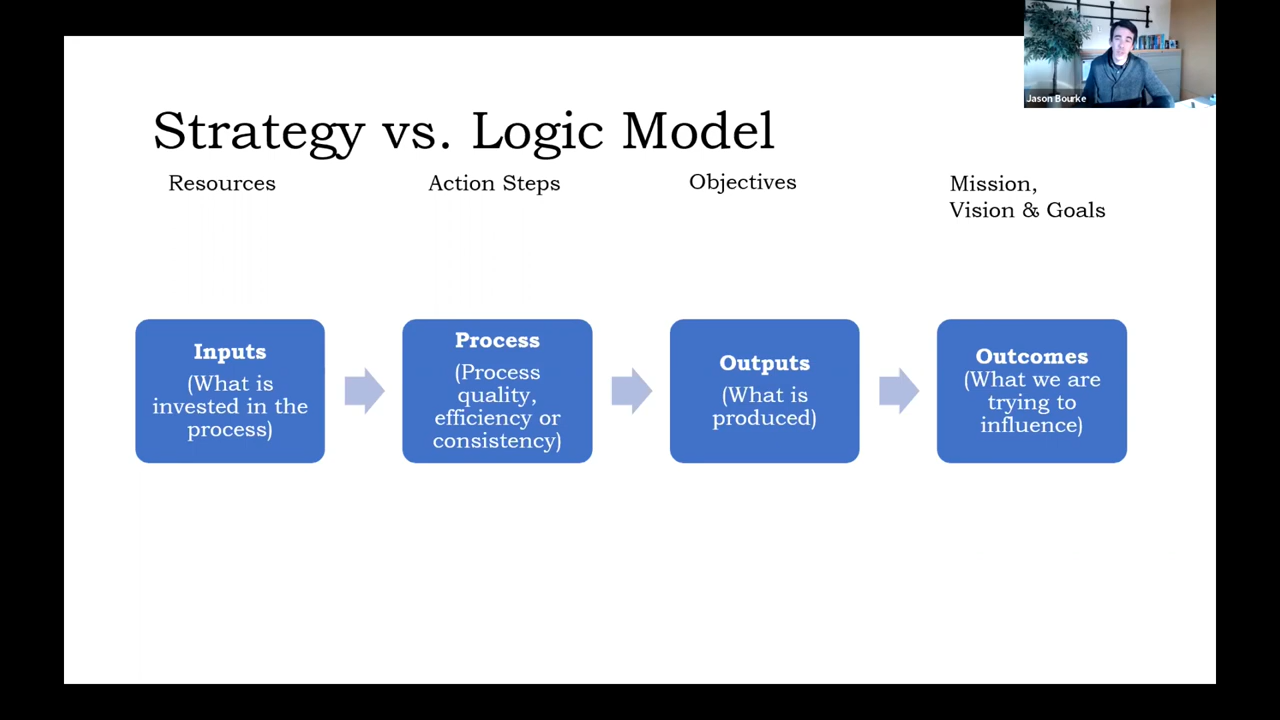 Jason Bourke
Strategy vs. Logic Model
Resources
Action Steps
Objectives
Mission,
Vision & Goals
Inputs
(What is
invested in the
process)
Process
(Process
quality,
efficiency or
consistency)
Outputs
(What is
produced)
Outcomes
(What we are
trying to
influence)